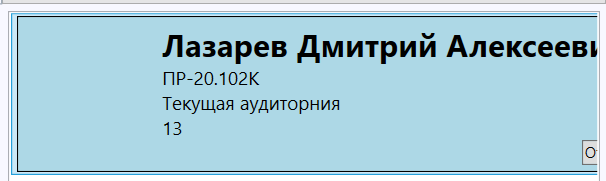 Лазарев Дмитрий Алексееви
ПР-20.102К
Текущая аудиторния
13